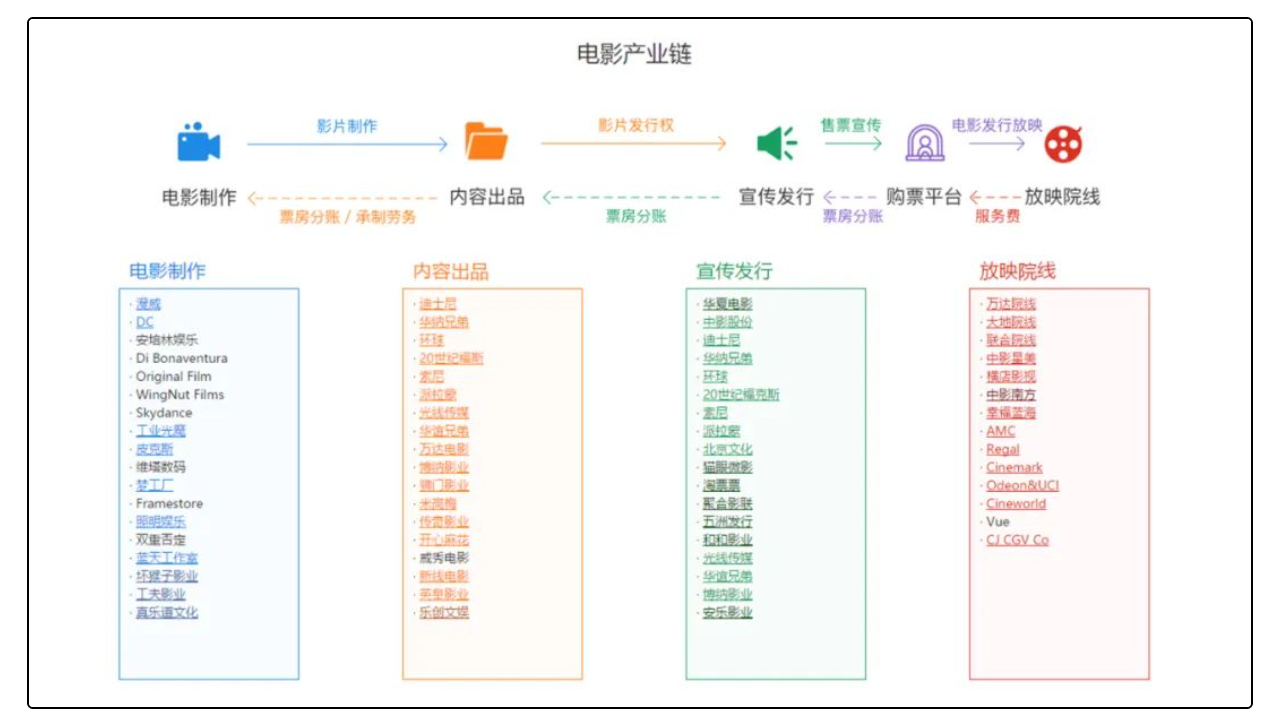 电影产业链
影片制作
影片发行权
售票宣传
电影发行放映
电影制作
内容出品
宣传发行
购票平台
放映院线
票房分账 / 承制劳务
票房分账
票房分账
服务费
电影制作
· 漫威
· DC
· 安培林娱乐
· Di Bonaventura
· Original Film
· WingNut Films
· Skydance
· 工业光魔
· 皮克斯
· 维塔数码
· 梦工厂
· Framestore
· 照明娱乐
· 双重否定
· 蓝天工作室
· 坏猴子影业
· 工夫影业
· 真乐道文化
内容出品
· 迪士尼
· 华纳兄弟
· 环球
· 20世纪福斯
· 索尼
· 派拉蒙
· 光线传媒
· 华谊兄弟
· 万达电影
· 博纳影业
· 狮门影业
· 米高梅
· 传奇影业
· 开心麻花
· 威秀电影
· 新线电影
· 英皇影业
· 乐创文娱
宣传发行
· 华夏电影
· 中影股份
· 迪士尼
· 华纳兄弟
· 环球
· 20世纪福克斯
· 索尼
· 派拉蒙
· 北京文化
· 猫眼微影
· 淘票票
· 聚合影联
· 五洲发行
· 和和影业
· 光线传媒
· 华谊兄弟
· 博纳影业
· 安乐影业
放映院线
· 万达院线
· 大地院线
· 联合院线
· 中影星美
· 横店影视
· 中影南方
· 幸福蓝海
· AMC
· Regal
· Cinemark
· Odeon&UCI
· Cineworld
· Vue
· CJ CGV Co